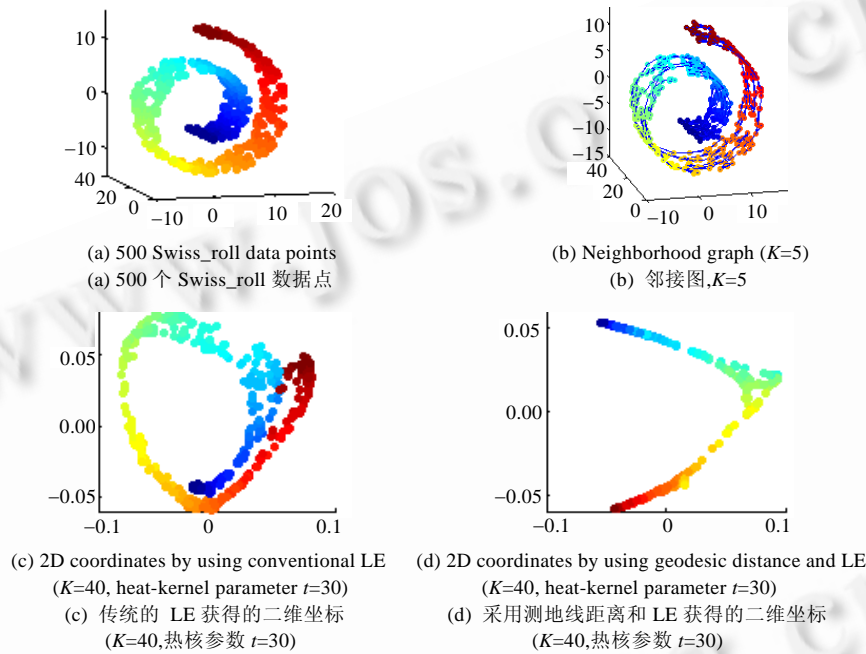 10
0
−10
40
20
0
−10
0
10
20
(a) 500 Swiss_roll data points
(a) 500 个 Swiss_roll 数据点
10
5
0
−5
−10
−15
40
20
0
−10
0
10
20
(b) Neighborhood graph (K=5)
(b) 邻接图,K=5
0.05
0.00
−0.05
−0.1
0
0.1
(c) 2D coordinates by using conventional LE
(K=40, heat-kernel parameter t=30)
(c) 传统的 LE 获得的二维坐标
(K=40,热核参数 t=30)
0.05
0.00
−0.05
−0.1
0
0.1
(d) 2D coordinates by using geodesic distance and LE
(K=40, heat-kernel parameter t=30)
(d) 采用测地线距离和 LE 获得的二维坐标
(K=40,热核参数 t=30)
www.jos.o